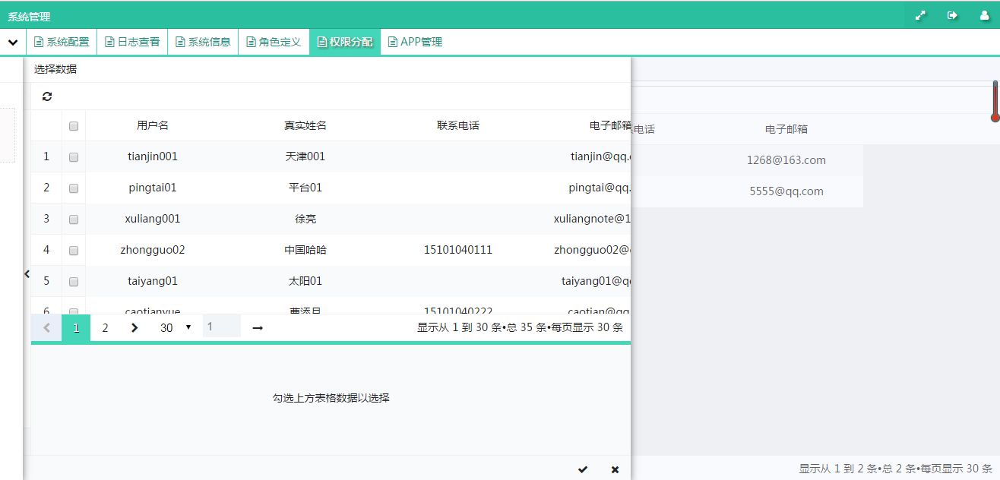 系统管理
系统配置 日志查看 系统信息 角色定义 权限分配 APP管理
选择数据
用户名 真实姓名 联系电话 电子邮箱
电话 电子邮箱
1 tianjin001 天津001 tianjin@qq.
1268@163.com
2 pingtai01 平台01 pingtai@qq.
5555@qq.com
3 xuliang001 徐亮 xuliangnote@1
4 zhongguo02 中国哈哈 15101040111 zhongguo02@
5 taiyang01 太阳01 taiyang01@q
6 caotianyue 曹添月 15101040222 caotian@qq
1 2 30 1 显示从 1 到 30 条•总 35 条•每页显示 30 条
勾选上方表格数据以选择
显示从 1 到 2 条•总 2 条•每页显示 30 条